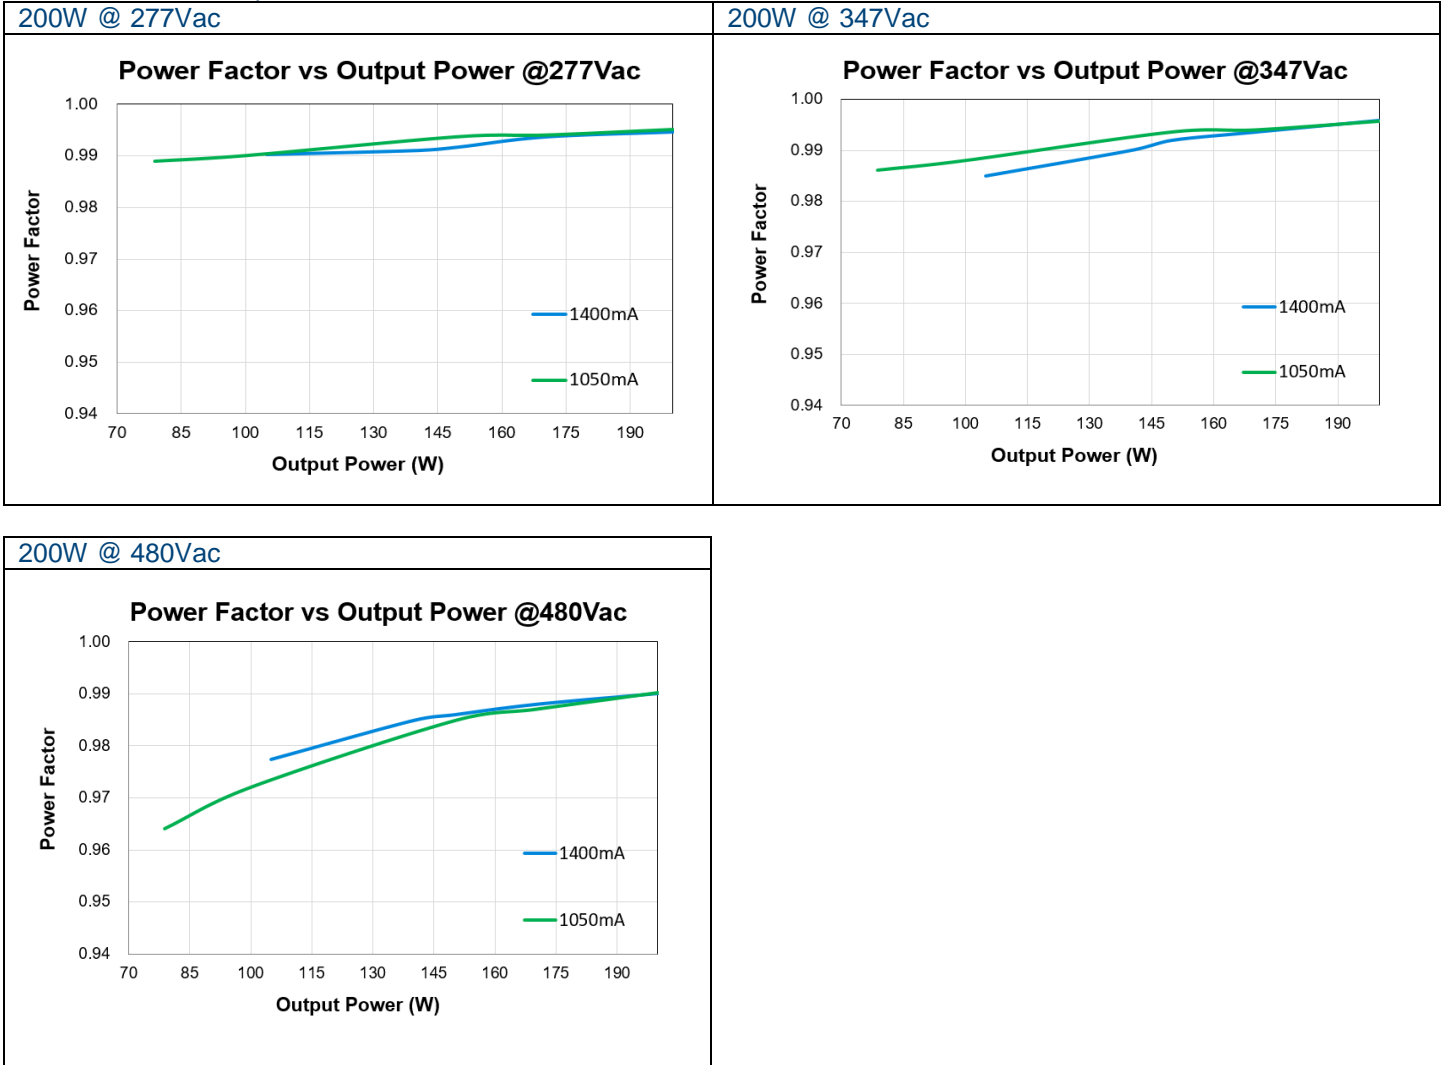 200W @ 277Vac
Power Factor vs Output Power @277Vac
Power Factor
1.00
0.99
0.98
0.97
0.96
0.95
0.94
1400mA
1050mA
70 85 100 115 130 145 160 175 190
Output Power (W)
200W @ 347Vac
Power Factor vs Output Power @347Vac
Power Factor
1.00
0.99
0.98
0.97
0.96
0.95
0.94
1400mA
1050mA
70 85 100 115 130 145 160 175 190
Output Power (W)
200W @ 480Vac
Power Factor vs Output Power @480Vac
Power Factor
1.00
0.99
0.98
0.97
0.96
0.95
0.94
1400mA
1050mA
70 85 100 115 130 145 160 175 190
Output Power (W)